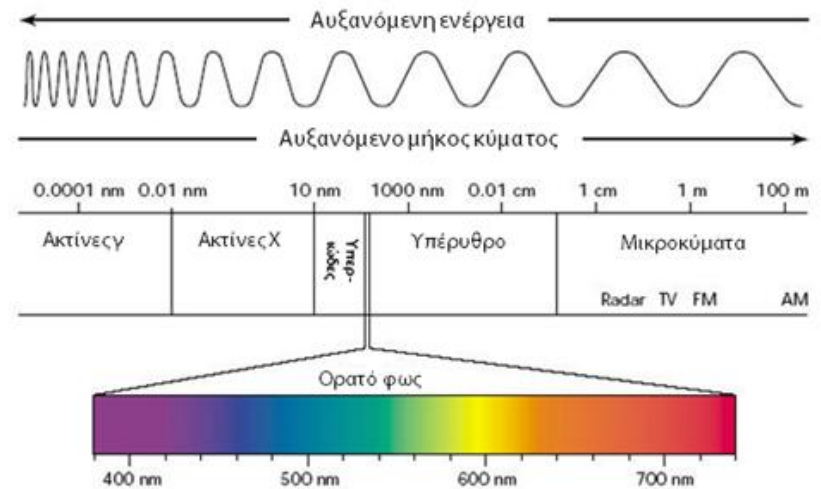 Αυξανόμενη ενέργεια
Αυξανόμενο μήκος κύματος
0.0001 nm 0.01 nm 10 nm 1000 nm 0.01 cm 1 cm 1 m 100 m
Ακτίνες γ Ακτίνες Χ Υπερ- Υπέρυθρο Μικροκύματα
κώδες
Radar TV FM AM
Ορατό φως
400 nm 500 nm 600 nm 700 nm